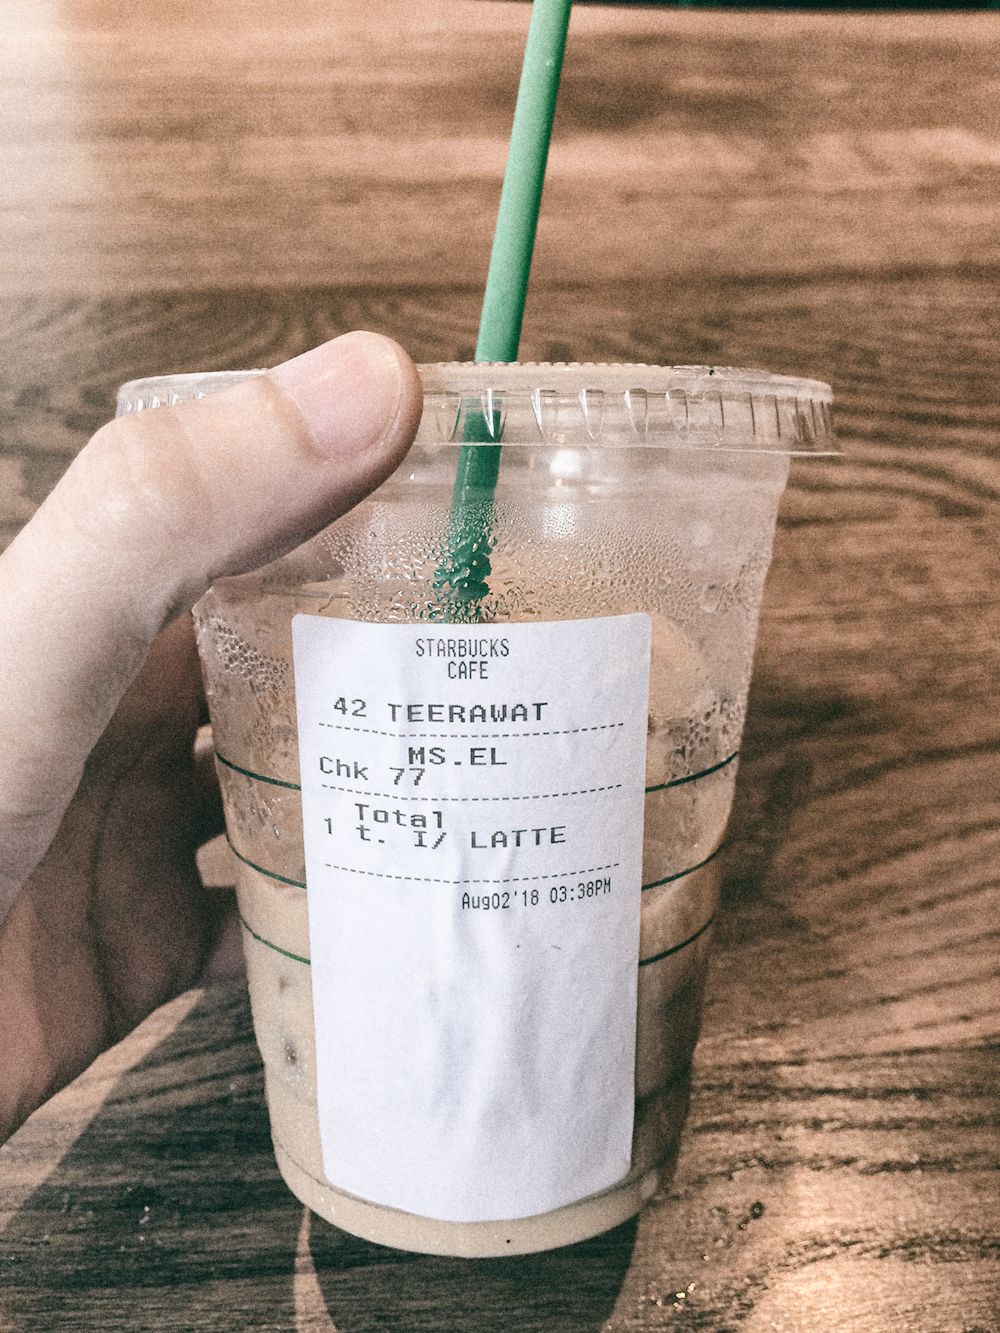 STARBUCKS
CAFE
42 TEERAWAT
MS.EL
Chk 77
Total
1 t. I/ LATTE
Aug02'18 03:38PM